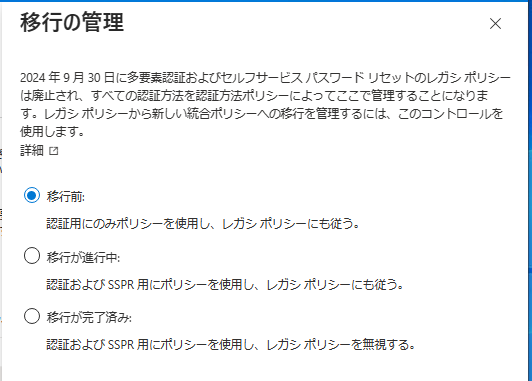 移行の管理
2024 年 9 月 30 日に多要素認証およびセルフサービス パスワード リセットのレガシ ポリシー
は廃止され、すべての認証方法を認証方法ポリシーによってここで管理することになりま
す。レガシ ポリシーから新しい統合ポリシーへの移行を管理するには、このコントロールを
使用します。
詳細
移行前:
認証用にのみポリシーを使用し、レガシ ポリシーにも従う。
移行が進行中:
認証および SSPR 用にポリシーを使用し、レガシ ポリシーにも従う。
移行が完了済み:
認証および SSPR 用にポリシーを使用し、レガシ ポリシーを無視する。